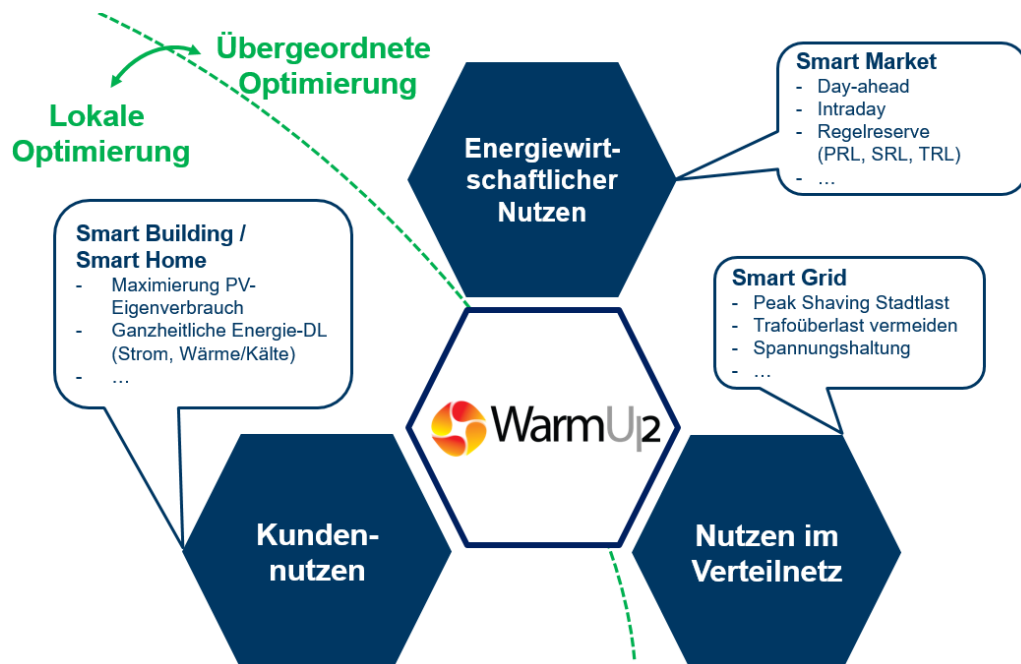 Übergeordnete
Optimierung
Lokale
Optimierung
Energiewirt-
schaftlicher
Nutzen
Smart Market
- Day-ahead
- Intraday
- Regelreserve
(PRL, SRL, TRL)
- ...
Smart Building /
Smart Home
- Maximierung PV-
Eigenverbrauch
- Ganzheitliche Energie-DL
(Strom, Wärme/Kälte)
- ...
Smart Grid
- Peak Shaving Stadtlast
- Trafoüberlast vermeiden
- Spannungshaltung
- ...
WarmUp2
Kunden-
nutzen
Nutzen im
Verteilnetz